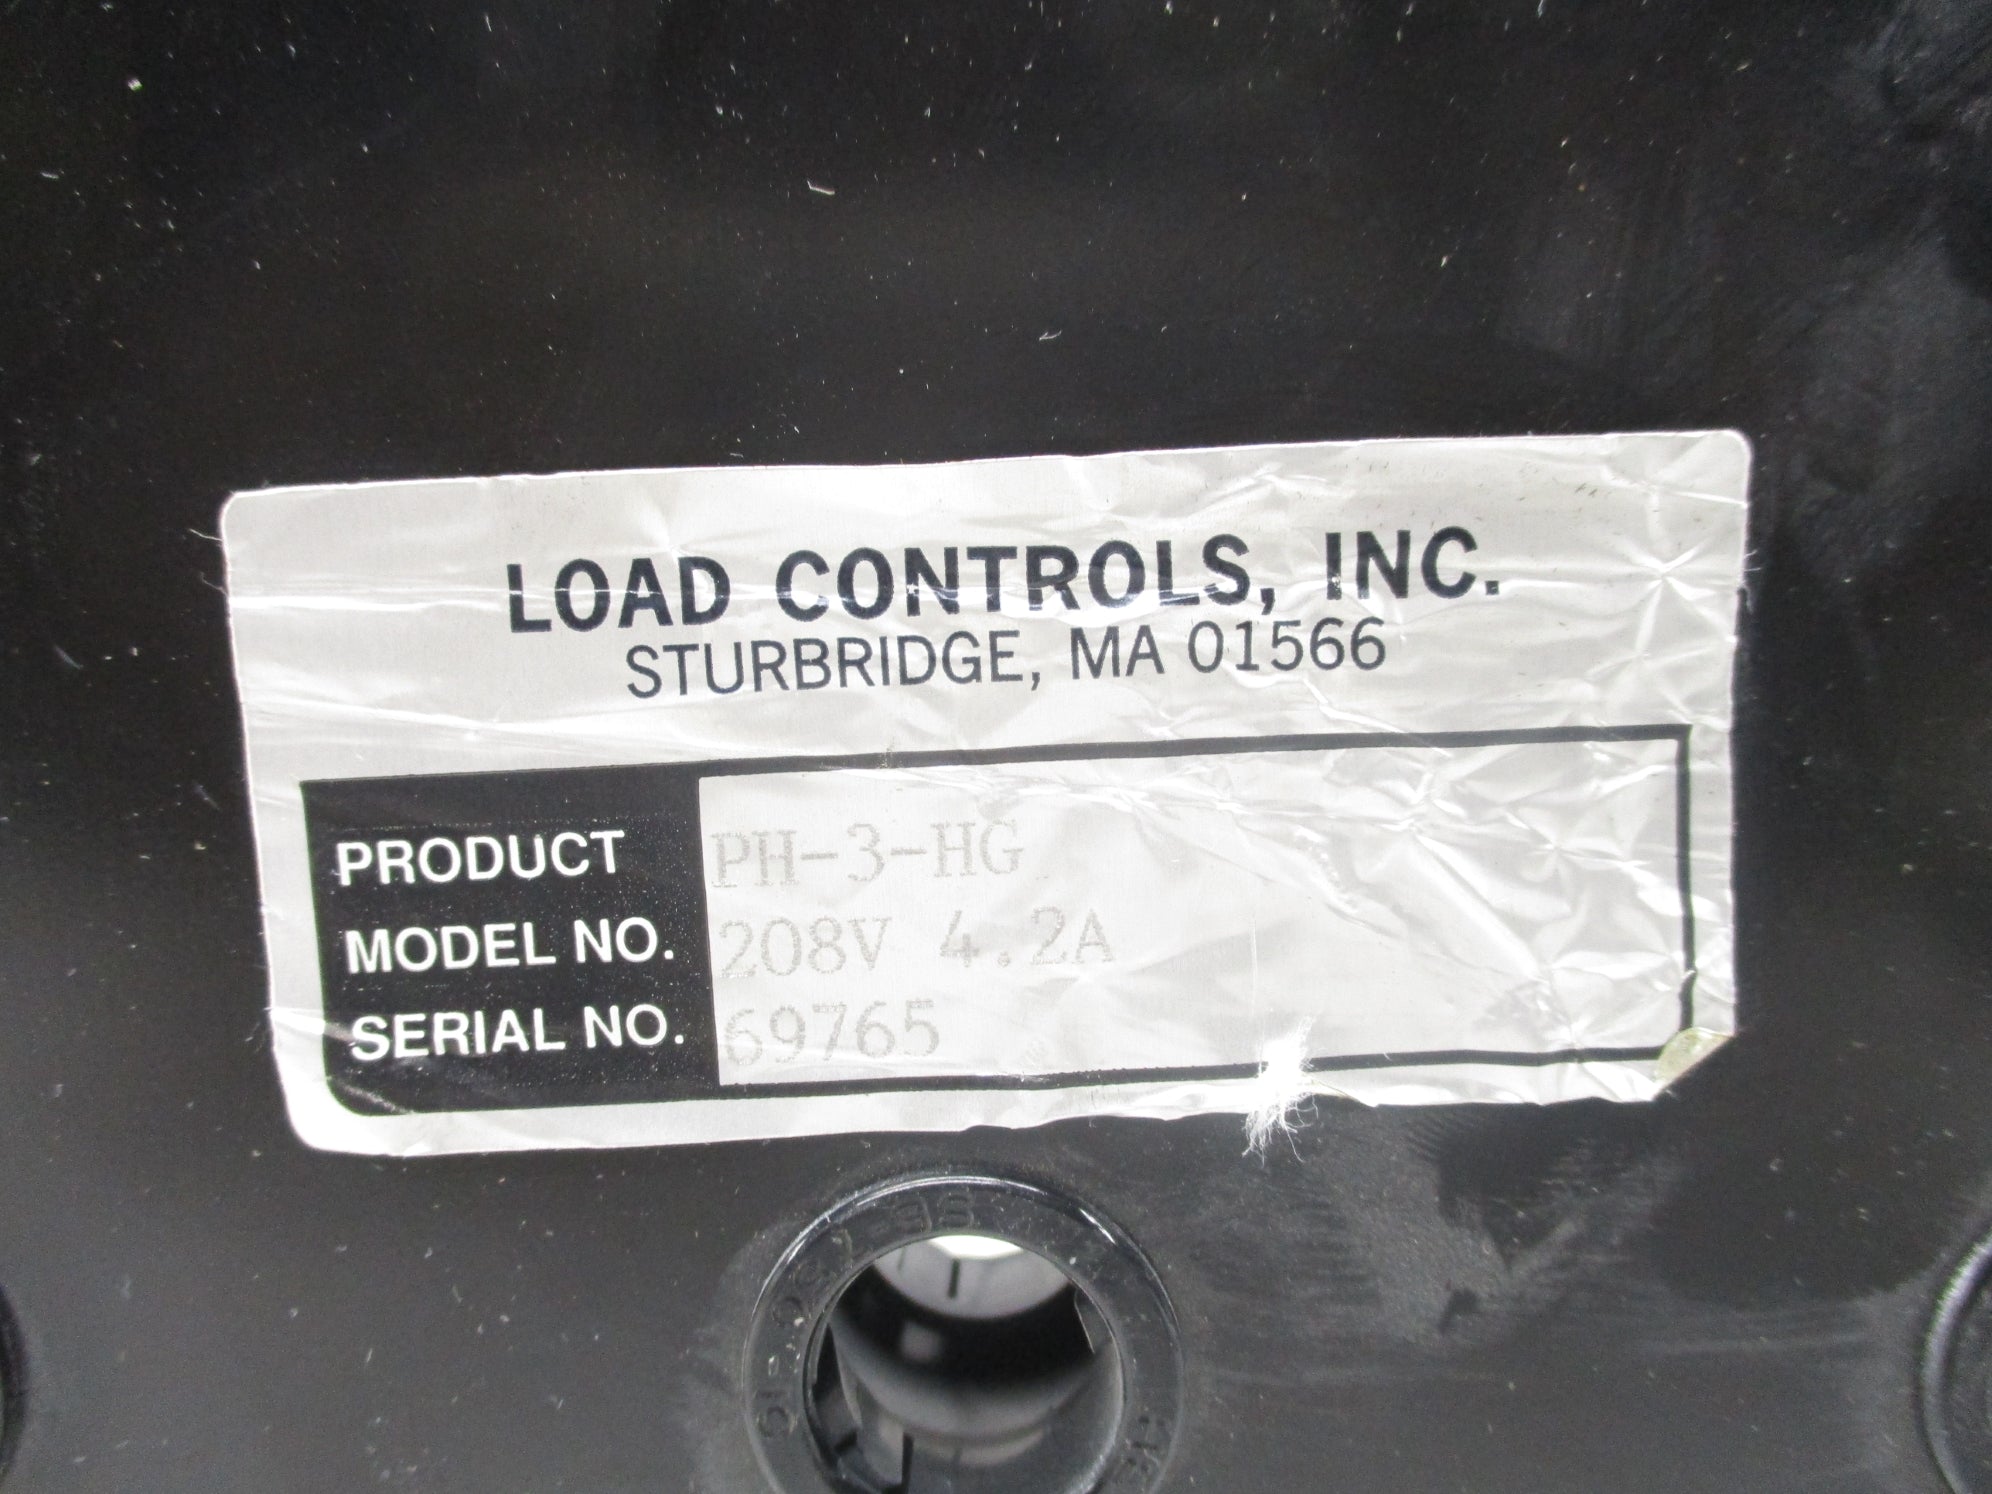 LOAD CONTROLS, INC.
STURBRIDGE, MA 01566
PRODUCT PH-3-HG
MODEL NO. 208V 4.2A
SERIAL NO. 69765